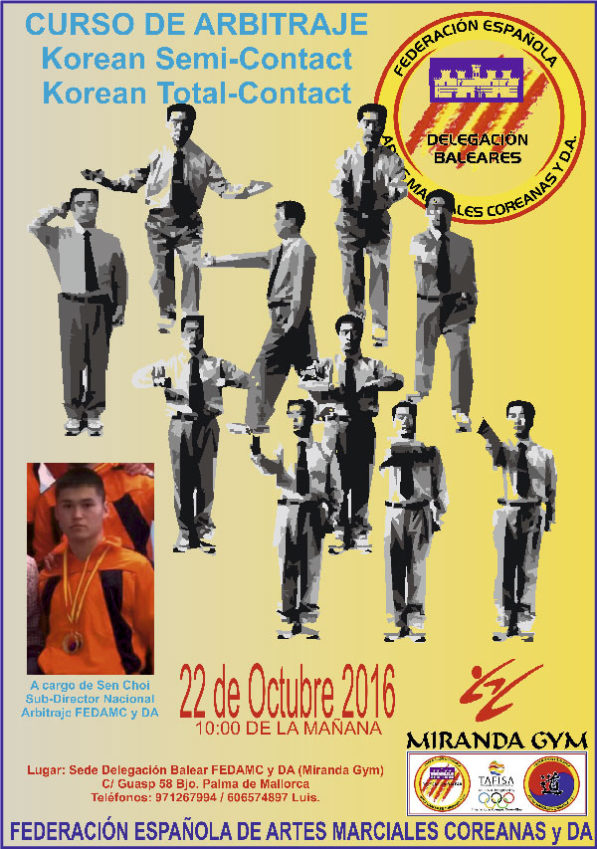 CURSO DE ARBITRAJE
Korean Semi-Contact
Korean Total-Contact
FEDERACIÓN ESPAÑOLA
DELEGACIÓN
BALEARES
ARTES MARCIALES COREANAS Y D.A.
A cargo de Sen Choi
Sub-Director Nacional
Arbitraje FEDAMC y DA
22 de Octubre 2016
10:00 DE LA MAÑANA
MIRANDA GYM
TAFISA
Lugar: Sede Delegación Balear FEDAMC y DA (Miranda Gym)
C/ Guasp 58 Bjo. Palma de Mallorca
Teléfonos: 971267994 / 606574897 Luis.
FEDERACIÓN ESPAÑOLA DE ARTES MARCIALES COREANAS y DA